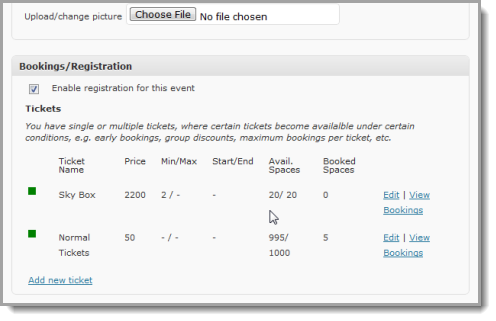 Upload/change picture Choose File No file chosen
Bookings/Registration
Enable registration for this event
Tickets
You have single or multiple tickets, where certain tickets become availalble under certain
conditions, e.g. early bookings, group discounts, maximum bookings per ticket, etc.
Ticket Name Price Min/Max Start/End Avail. Spaces Booked Spaces
Sky Box 2200 2 / - - 20/ 20 0 Edit | View Bookings
Normal Tickets 50 - / - - 995/ 1000 5 Edit | View Bookings
Add new ticket